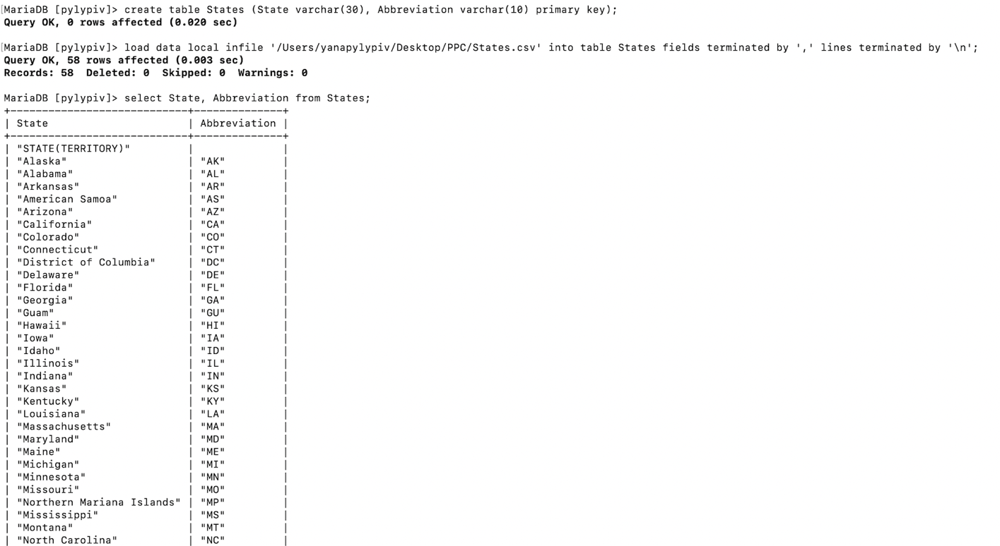 [MariaDB [pylypiv]> create table States (State varchar(30), Abbreviation varchar(10) primary key);
Query OK, 0 rows affected (0.020 sec)
[MariaDB [pylypiv]> load data local infile '/Users/yanapylypiv/Desktop/PPC/States.csv' into table States fields terminated by ',' lines terminated by '\n';
Query OK, 58 rows affected (0.003 sec)
Records: 58  Deleted: 0  Skipped: 0  Warnings: 0
MariaDB [pylypiv]> select State, Abbreviation from States;
+----------------------------+--------------+
| State                      | Abbreviation |
+----------------------------+--------------+
| "STATE(TERRITORY)"         |              |
| "Alaska"                   | "AK"         |
| "Alabama"                  | "AL"         |
| "Arkansas"                 | "AR"         |
| "American Samoa"           | "AS"         |
| "Arizona"                  | "AZ"         |
| "California"               | "CA"         |
| "Colorado"                 | "CO"         |
| "Connecticut"              | "CT"         |
| "District of Columbia"     | "DC"         |
| "Delaware"                 | "DE"         |
| "Florida"                  | "FL"         |
| "Georgia"                  | "GA"         |
| "Guam"                     | "GU"         |
| "Hawaii"                   | "HI"         |
| "Iowa"                     | "IA"         |
| "Idaho"                    | "ID"         |
| "Illinois"                 | "IL"         |
| "Indiana"                  | "IN"         |
| "Kansas"                   | "KS"         |
| "Kentucky"                 | "KY"         |
| "Louisiana"                | "LA"         |
| "Massachusetts"            | "MA"         |
| "Maryland"                 | "MD"         |
| "Maine"                    | "ME"         |
| "Michigan"                 | "MI"         |
| "Minnesota"                | "MN"         |
| "Missouri"                 | "MO"         |
| "Northern Mariana Islands" | "MP"         |
| "Mississippi"              | "MS"         |
| "Montana"                  | "MT"         |
| "North Carolina"           | "NC"         |